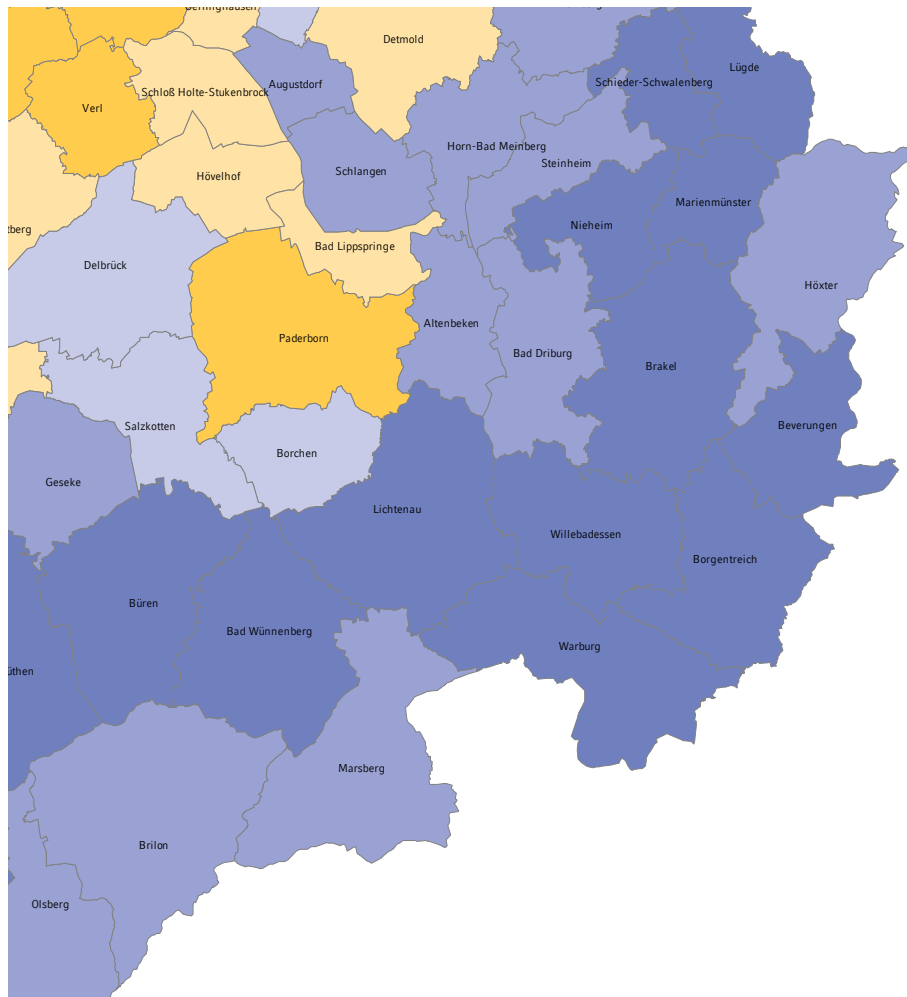 Detmold
Lügde
Schieder-Schwalenberg
Augustdorf
Schloß Holte-Stukenbrock
Verl
Horn-Bad Meinberg
Steinheim
Schlangen
Hövelhof
Marienmünster
Nieheim
Bad Lippspringe
Delbrück
Höxter
Altenbeken
Paderborn
Bad Driburg
Brakel
Salzkotten
Beverungen
Borchen
Geseke
Lichtenau
Willebadessen
Borgentreich
Büren
Bad Wünnenberg
Warburg
üthen
Marsberg
Brilon
Olsberg